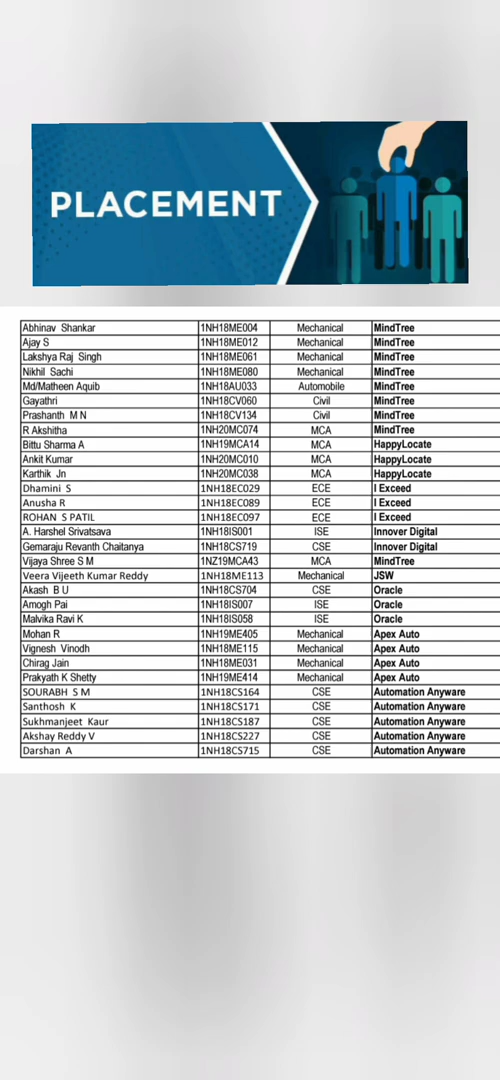 PLACEMENT
Abhinav Shankar 1NH18ME004 Mechanical MindTree
Ajay S 1NH18ME012 Mechanical MindTree
Lakshya Raj Singh 1NH18ME061 Mechanical MindTree
Nikhil Sachi 1NH18ME080 Mechanical MindTree
Md/Matheen Aquib 1NH18AU033 Automobile MindTree
Gayathri 1NH18CV060 Civil MindTree
Prashanth M N 1NH18CV134 Civil MindTree
R Akshitha 1NH20MC074 MCA MindTree
Bittu Sharma A 1NH19MCA14 MCA HappyLocate
Ankit Kumar 1NH20MC010 MCA HappyLocate
Karthik Jn 1NH20MC038 MCA HappyLocate
Dhamini S 1NH18EC029 ECE I Exceed
Anusha R 1NH18EC089 ECE I Exceed
ROHAN S PATIL 1NH18EC097 ECE I Exceed
A. Harshel Srivatsava 1NH18IS001 ISE Innover Digital
Gemaraju Revanth Chaitanya 1NH18CS719 CSE Innover Digital
Vijaya Shree S M 1NZ19MCA43 MCA MindTree
Veera Vijeeth Kumar Reddy 1NH18ME113 Mechanical JSW
Akash B U 1NH18CS704 CSE Oracle
Amogh Pai 1NH18IS007 ISE Oracle
Malvika Ravi K 1NH18IS058 ISE Oracle
Mohan R 1NH19ME405 Mechanical Apex Auto
Vignesh Vinodh 1NH18ME115 Mechanical Apex Auto
Chirag Jain 1NH18ME031 Mechanical Apex Auto
Prakyath K Shetty 1NH19ME414 Mechanical Apex Auto
SOURABH S M 1NH18CS164 CSE Automation Anyware
Santhosh K 1NH18CS171 CSE Automation Anyware
Sukhmanjeet Kaur 1NH18CS187 CSE Automation Anyware
Akshay Reddy V 1NH18CS227 CSE Automation Anyware
Darshan A 1NH18CS715 CSE Automation Anyware